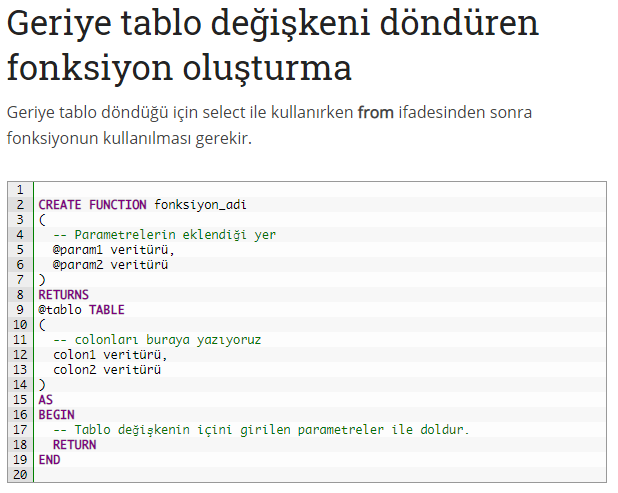 Geriye tablo değişkeni döndüren
fonksiyon oluşturma
Geriye tablo döndüğü için select ile kullanırken from ifadesinden sonra
fonksiyonun kullanılması gerekir.
1
2 CREATE FUNCTION fonksiyon_adi
3 (
4 -- Parametrelerin eklendiği yer
5 @param1 veritürü,
6 @param2 veritürü
7 )
8 RETURNS
9 @tablo TABLE
10 (
11 -- colonları buraya yazıyoruz
12 colon1 veritürü,
13 colon2 veritürü
14 )
15 AS
16 BEGIN
17 -- Tablo değişkenin içini girilen parametreler ile doldur.
18 RETURN
19 END
20